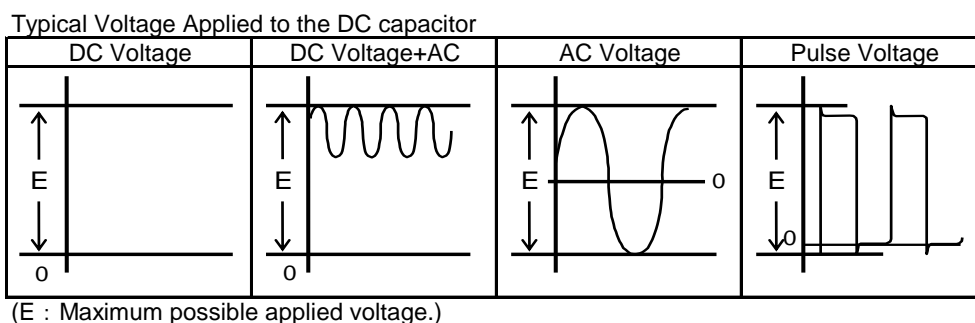 Typical Voltage Applied to the DC capacitor
DC Voltage DC Voltage+AC AC Voltage Pulse Voltage
E E E E
0 0 0 0
(E：Maximum possible applied voltage.)